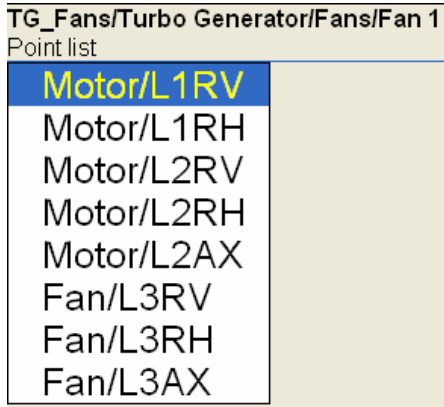 TG_Fans/Turbo Generator/Fans/Fan 1
Point list
Motor/L1RV
Motor/L1RH
Motor/L2RV
Motor/L2RH
Motor/L2AX
Fan/L3RV
Fan/L3RH
Fan/L3AX